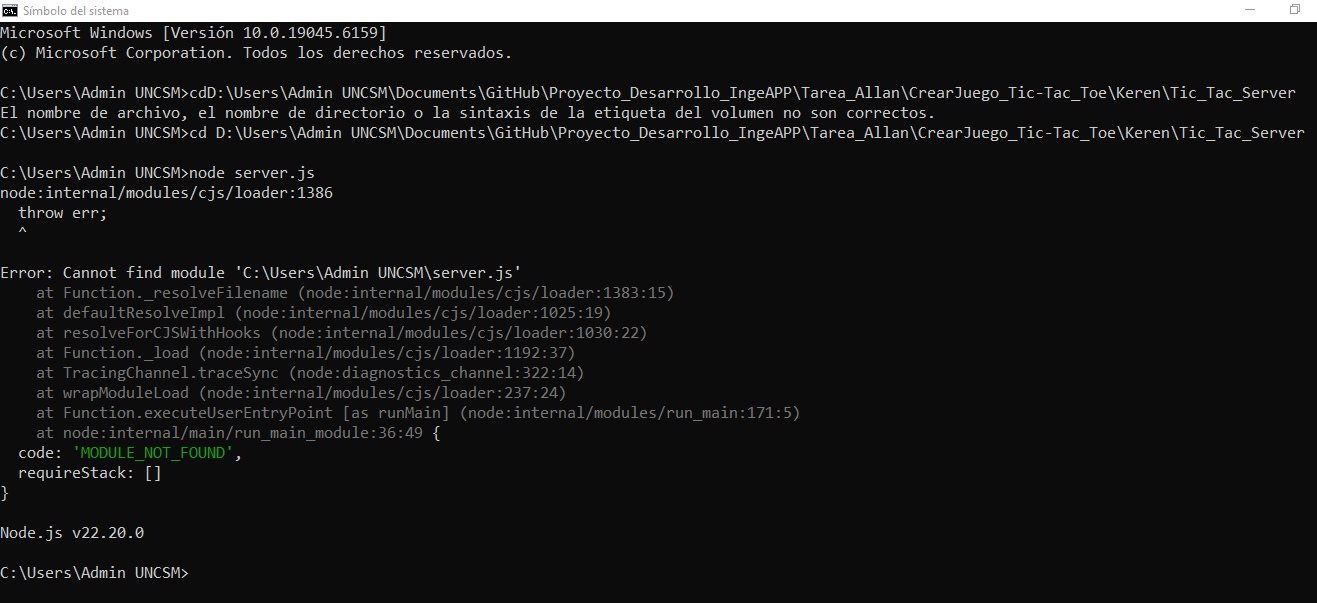 Símbolo del sistema
Microsoft Windows [Versión 10.0.19045.6159]
(c) Microsoft Corporation. Todos los derechos reservados.
C:\Users\Admin UNCSM>cdD:\Users\Admin UNCSM\Documents\GitHub\Proyecto_Desarrollo_IngeAPP\Tarea_Allan\CrearJuego_Tic-Tac_Toe\Keren\Tic_Tac_Server
El nombre de archivo, el nombre de directorio o la sintaxis de la etiqueta del volumen no son correctos.
C:\Users\Admin UNCSM>cd D:\Users\Admin UNCSM\Documents\GitHub\Proyecto_Desarrollo_IngeAPP\Tarea_Allan\CrearJuego_Tic-Tac_Toe\Keren\Tic_Tac_Server
C:\Users\Admin UNCSM>node server.js
node:internal/modules/cjs/loader:1386
  throw err;
  ^
Error: Cannot find module 'C:\Users\Admin UNCSM\server.js'
    at Function._resolveFilename (node:internal/modules/cjs/loader:1383:15)
    at defaultResolveImpl (node:internal/modules/cjs/loader:1025:19)
    at resolveForCJSWithHooks (node:internal/modules/cjs/loader:1030:22)
    at Function._load (node:internal/modules/cjs/loader:1192:37)
    at TracingChannel.traceSync (node:diagnostics_channel:322:14)
    at wrapModuleLoad (node:internal/modules/cjs/loader:237:24)
    at Function.executeUserEntryPoint [as runMain] (node:internal/modules/run_main:171:5)
    at node:internal/main/run_main_module:36:49 {
  code: 'MODULE_NOT_FOUND',
  requireStack: []
}
Node.js v22.20.0
C:\Users\Admin UNCSM>